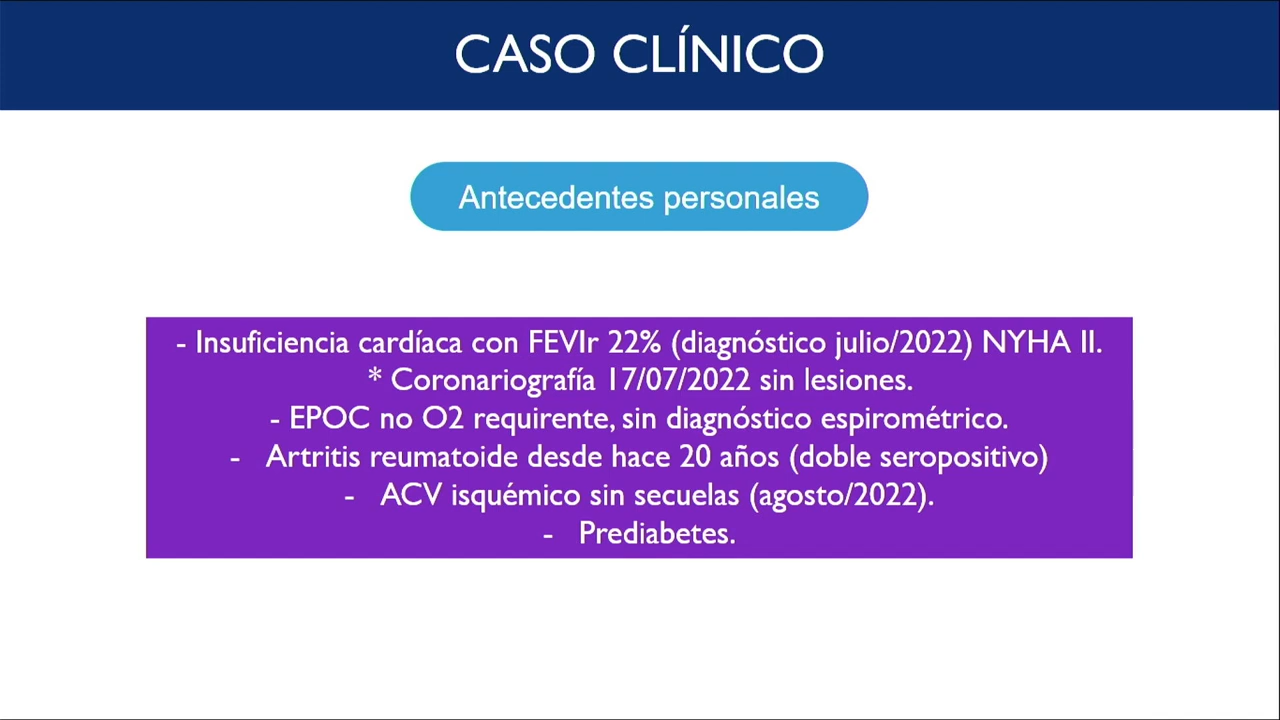 CASO CLÍNICO
Antecedentes personales
- Insuficiencia cardíaca con FEVIr 22% (diagnóstico julio/2022) NYHA II.
* Coronariografía 17/07/2022 sin lesiones.
- EPOC no O2 requirente, sin diagnóstico espirométrico.
- Artritis reumatoide desde hace 20 años (doble seropositivo)
- ACV isquémico sin secuelas (agosto/2022).
- Prediabetes.